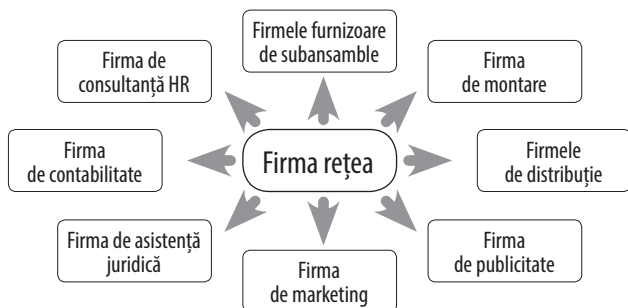 Firmele furnizoare
de subansamble
Firma de
consultanță HR
Firma
de montare
Firma
de contabilitate
Firma rețea
Firmele
de distribuție
Firma de asistență
juridică
Firma
de marketing
Firma
de publicitate